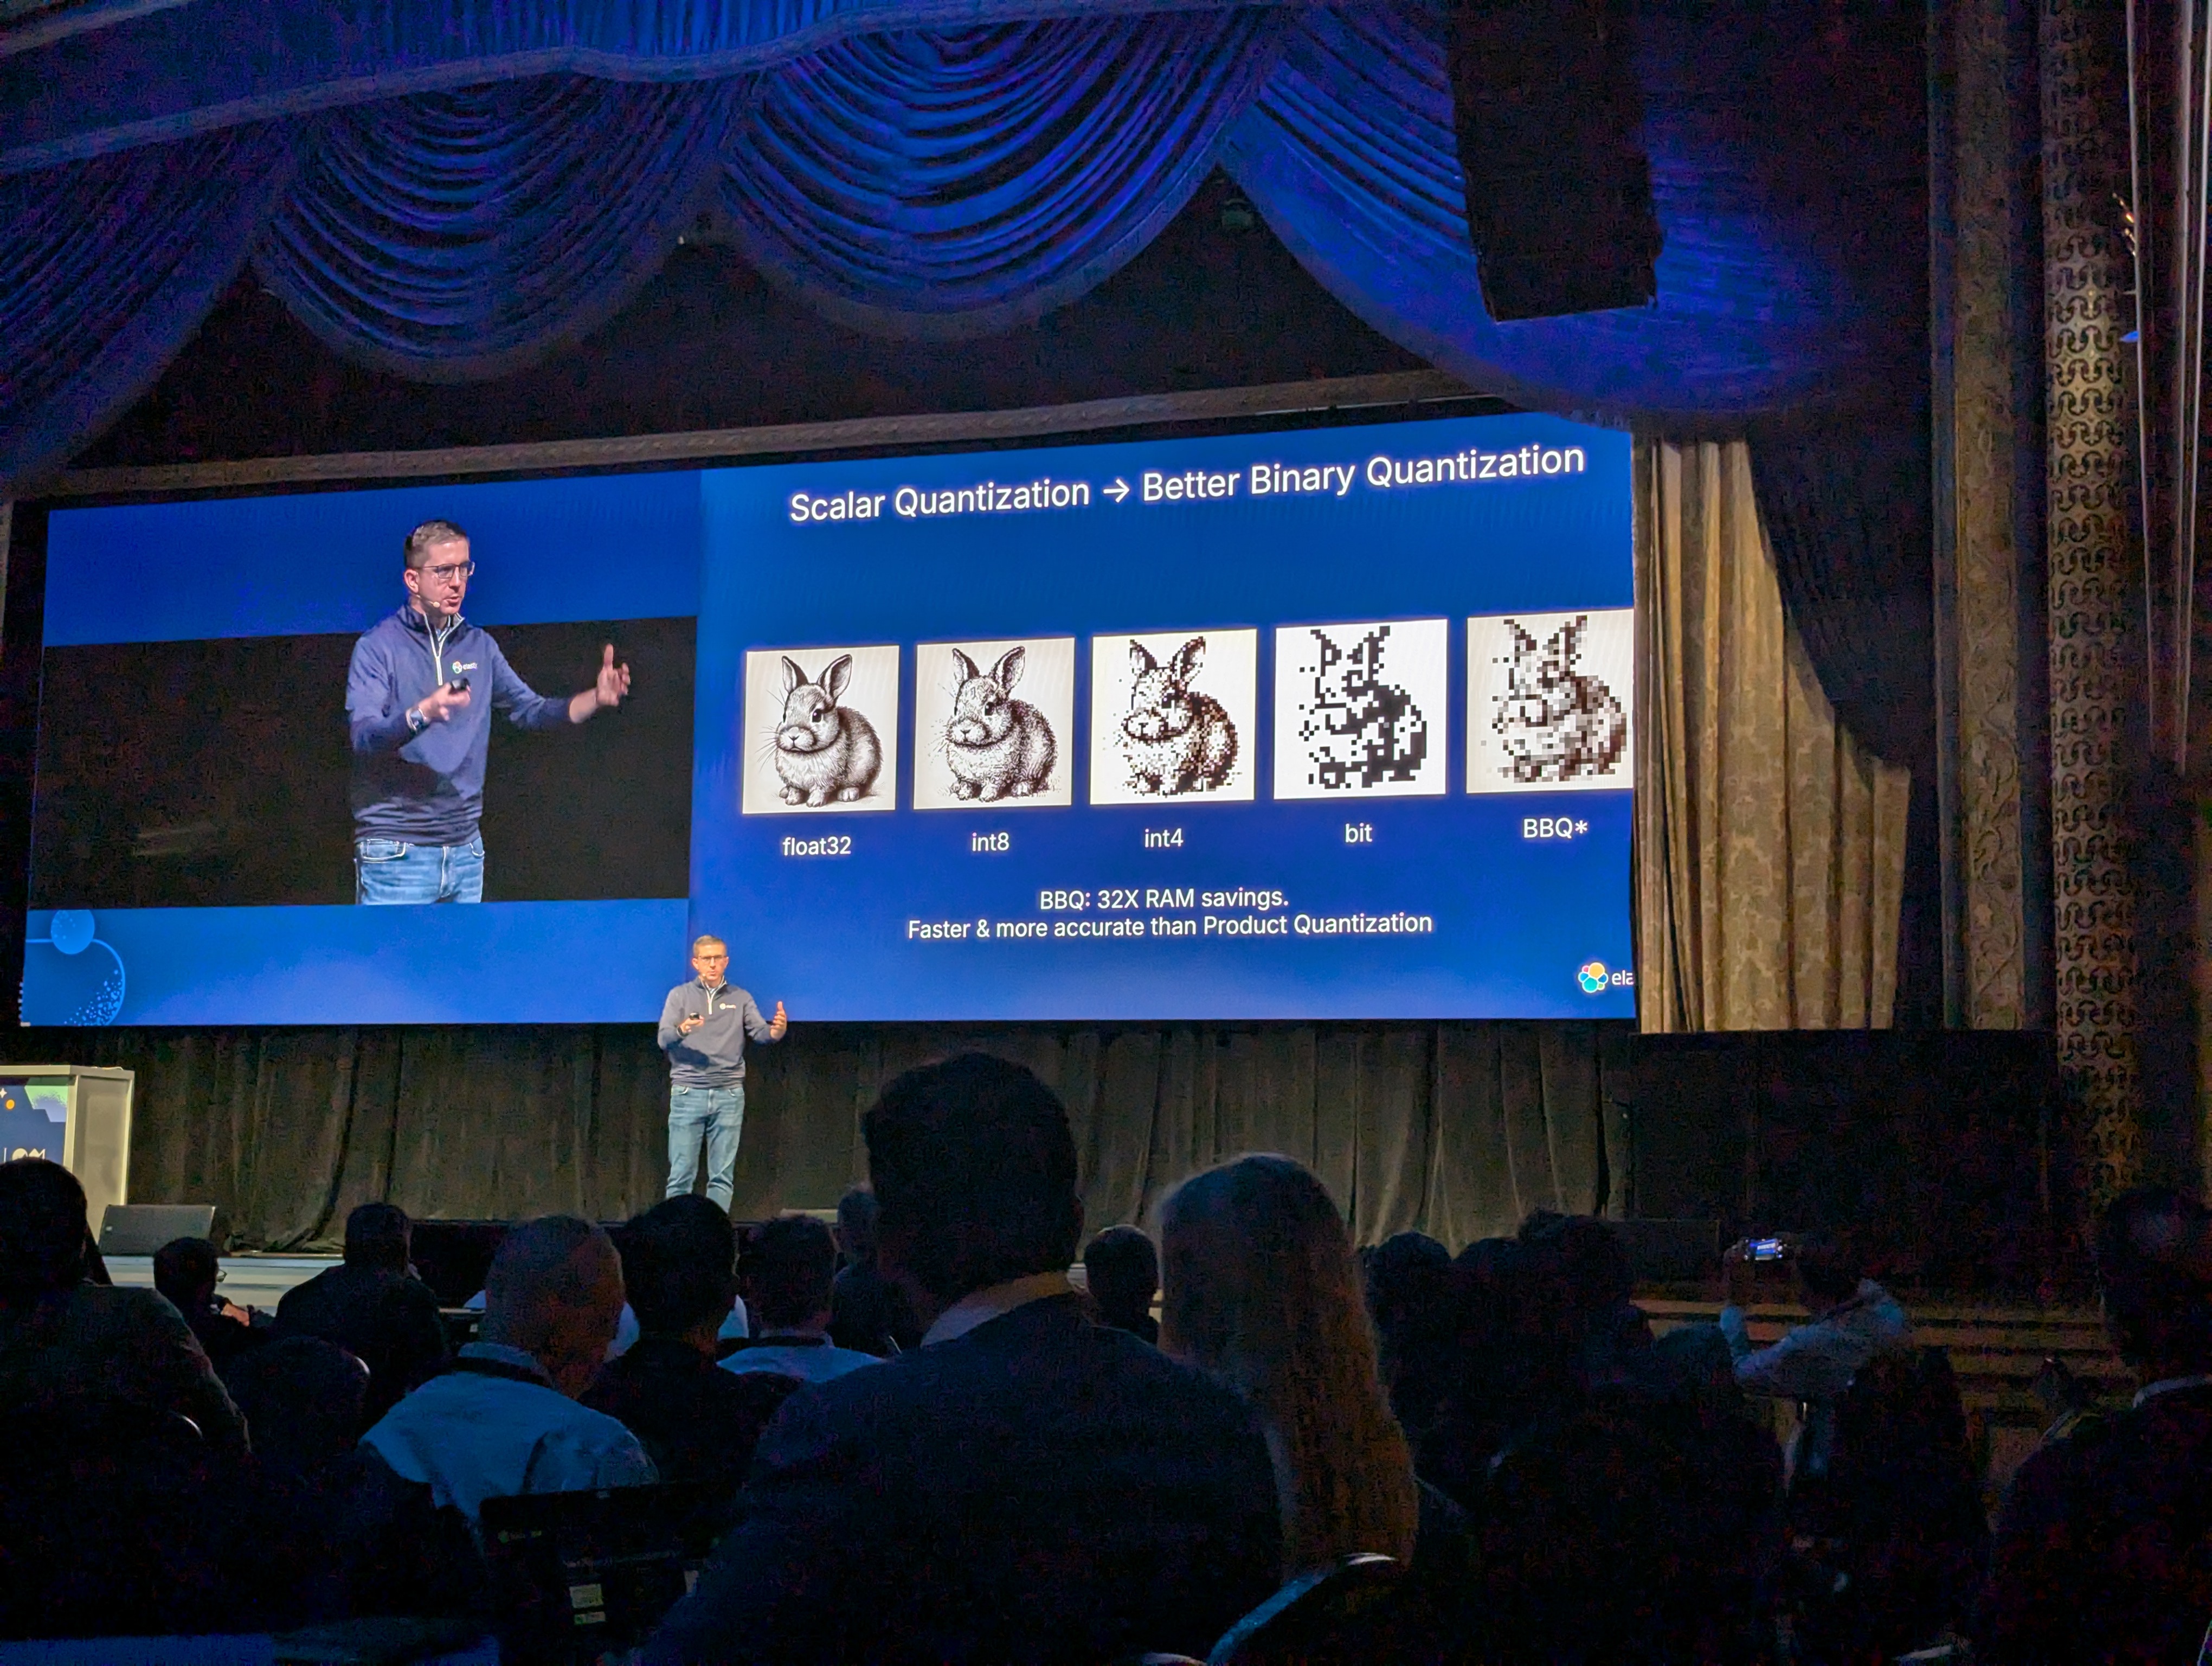 Scalar Quantization → Better Binary Quantization
float32
int8
int4
bit
BBQ*
BBQ: 32X RAM savings.
Faster & more accurate than Product Quantization
ela